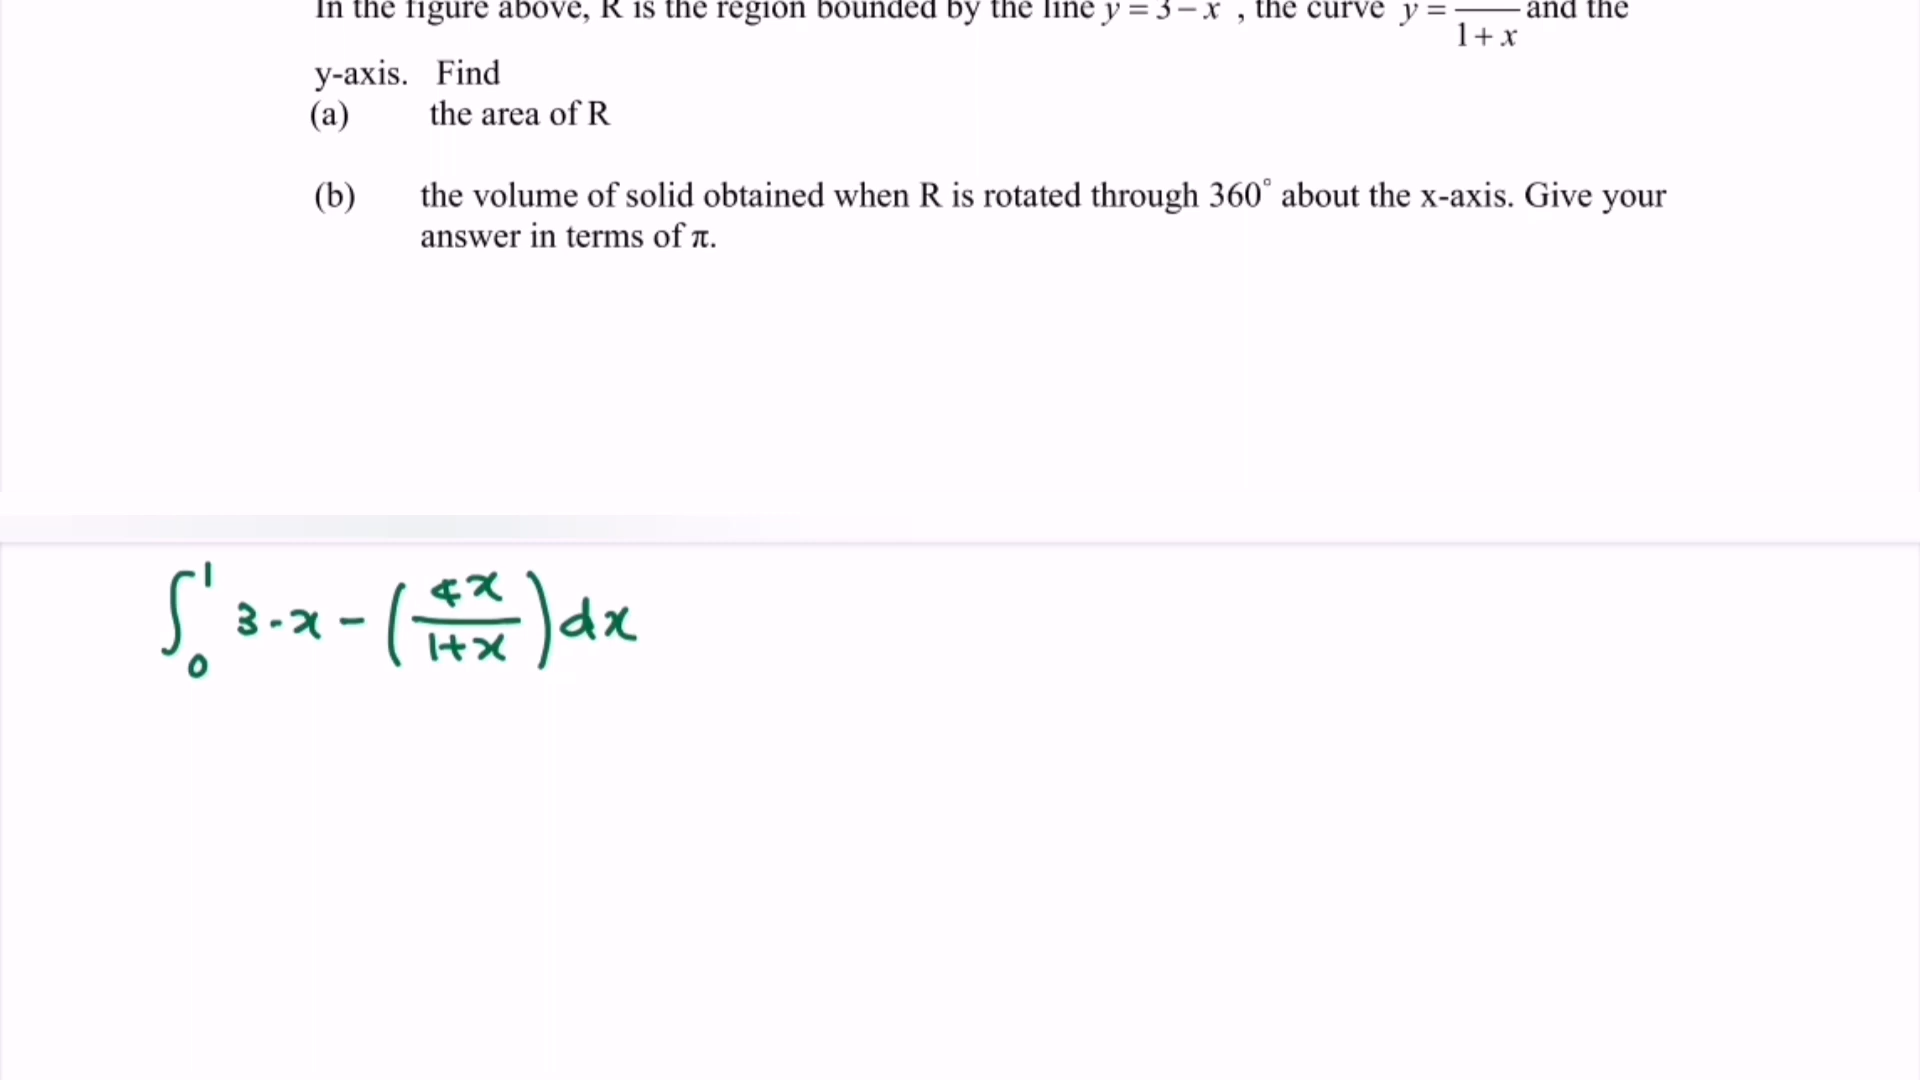 In the figure above, R is the region bounded by the line y = 3 − x , the curve y = ──/(1 + x) and the
y-axis. Find
(a) the area of R
(b) the volume of solid obtained when R is rotated through 360° about the x-axis. Give your
answer in terms of π.
∫₀¹ 3 - x − (4x/(1+x)) dx